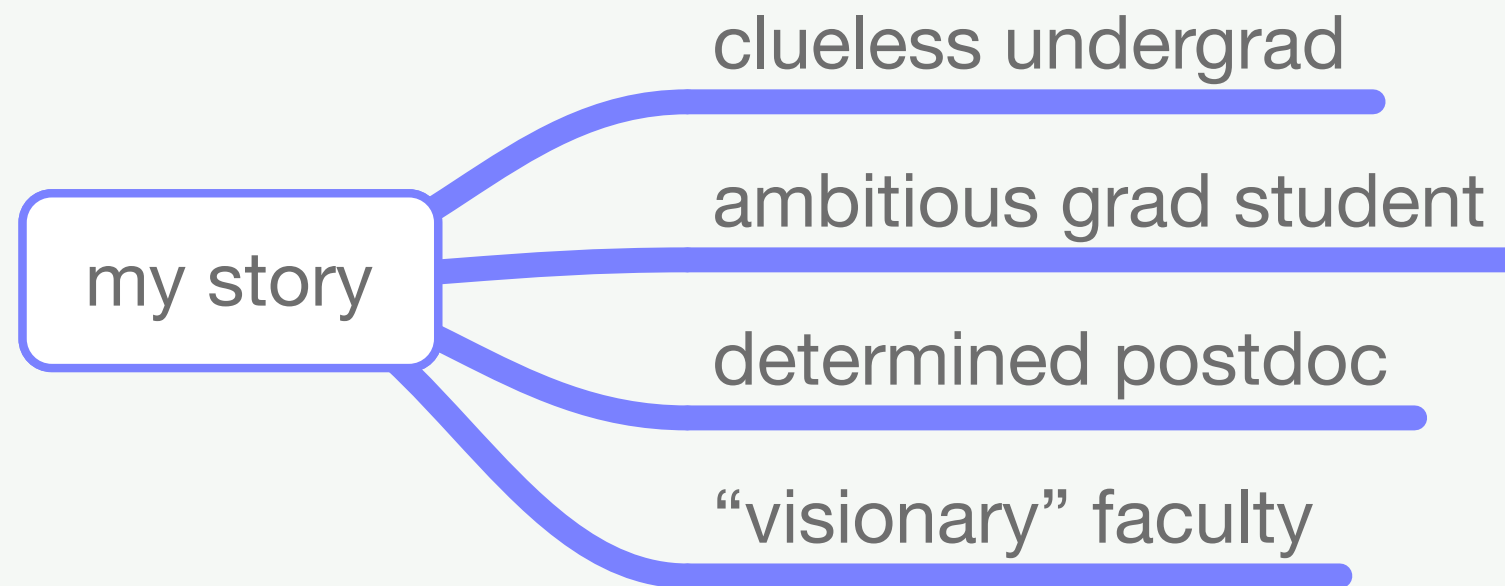 my story
clueless undergrad
ambitious grad student
determined postdoc
“visionary” faculty